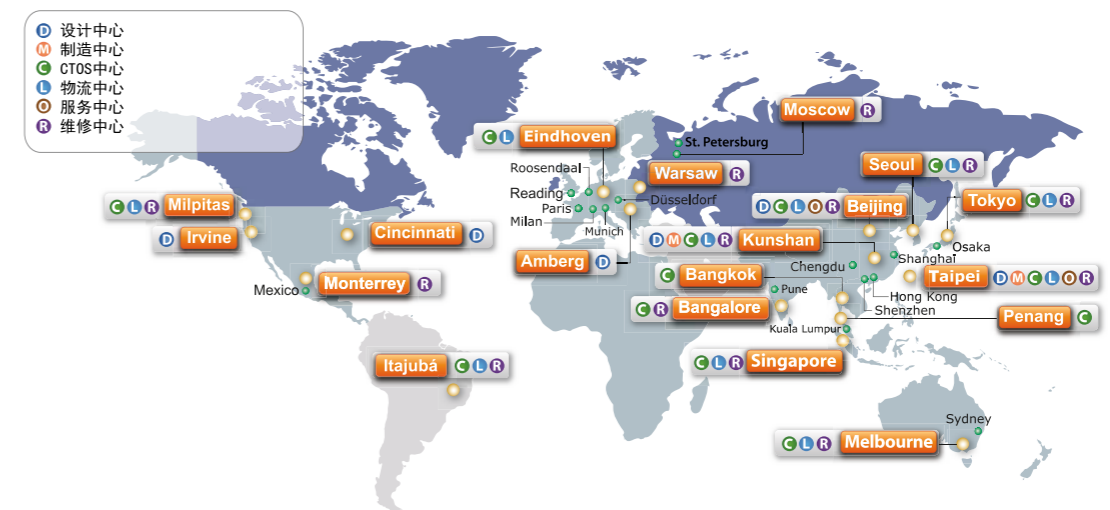 D 设计中心
M 制造中心
C CTOS中心
L 物流中心
O 服务中心
R 维修中心
Moscow R
C L Eindhoven
St. Petersburg
Seoul C L R
Roosendaal
Warsaw R
Reading
Düsseldorf
C L R Milpitas
Paris
D C L O R Beijing
Tokyo C L R
Milan
Munich
D Irvine
Cincinnati D
D M C L R Kunshan
Osaka
Shanghai
Amberg D
Chengdu
C Bangkok
Taipei D M C L O R
Mexico
Monterrey R
Pune
Hong Kong
C R Bangalore
Shenzhen
Penang C
Kuala Lumpur
C L R Singapore
Itajubá C L R
Sydney
C L R Melbourne